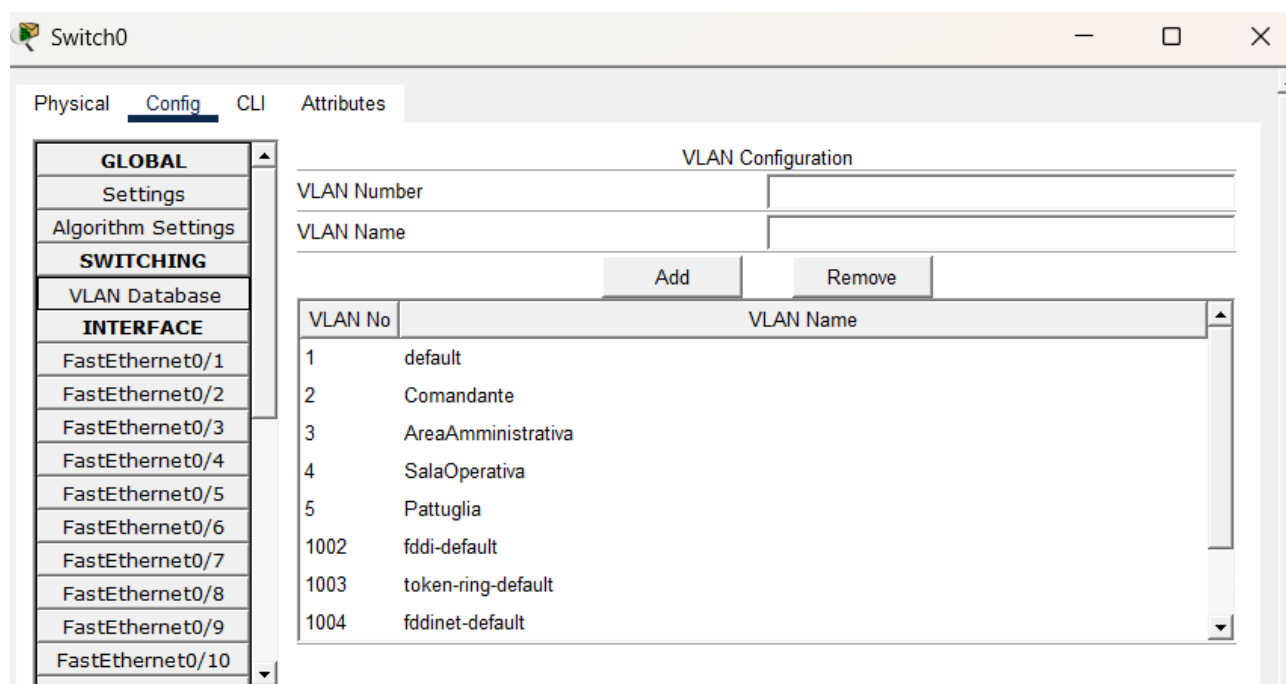 Switch0
Physical Config CLI Attributes
GLOBAL
Settings
Algorithm Settings
SWITCHING
VLAN Database
INTERFACE
FastEthernet0/1
FastEthernet0/2
FastEthernet0/3
FastEthernet0/4
FastEthernet0/5
FastEthernet0/6
FastEthernet0/7
FastEthernet0/8
FastEthernet0/9
FastEthernet0/10
VLAN Configuration
VLAN Number
VLAN Name
Add Remove
VLAN No VLAN Name
1 default
2 Comandante
3 AreaAmministrativa
4 SalaOperativa
5 Pattuglia
1002 fddi-default
1003 token-ring-default
1004 fddinet-default